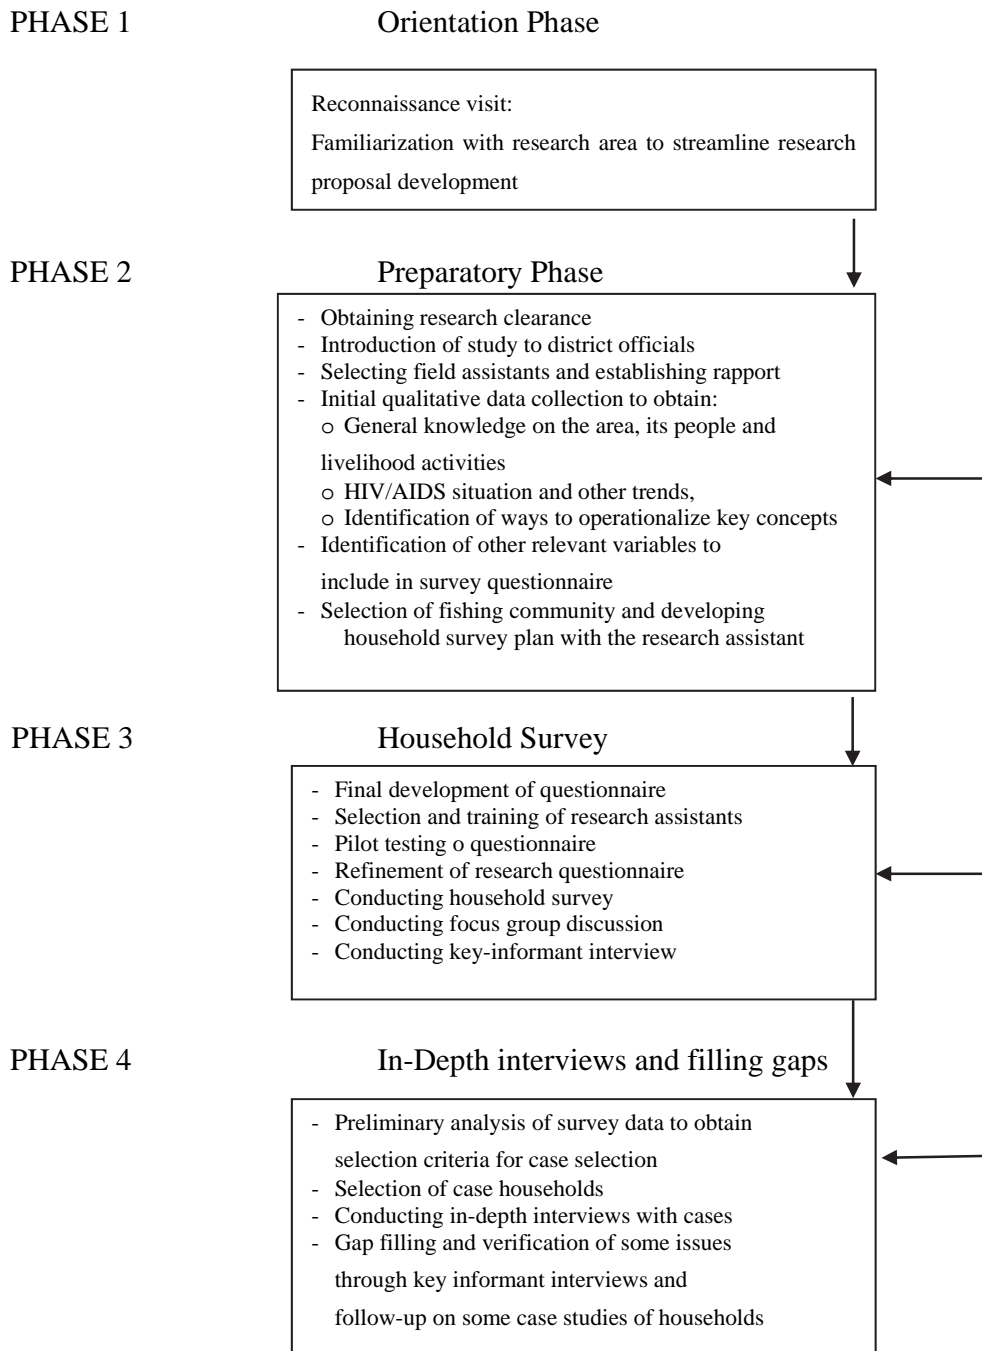 PHASE 1 Orientation Phase
Reconnaissance visit:
Familiarization with research area to streamline research
proposal development
PHASE 2 Preparatory Phase
- Obtaining research clearance
- Introduction of study to district officials
- Selecting field assistants and establishing rapport
- Initial qualitative data collection to obtain:
o General knowledge on the area, its people and
livelihood activities
o HIV/AIDS situation and other trends,
o Identification of ways to operationalize key concepts
- Identification of other relevant variables to
include in survey questionnaire
- Selection of fishing community and developing
household survey plan with the research assistant
PHASE 3 Household Survey
- Final development of questionnaire
- Selection and training of research assistants
- Pilot testing o questionnaire
- Refinement of research questionnaire
- Conducting household survey
- Conducting focus group discussion
- Conducting key-informant interview
PHASE 4 In-Depth interviews and filling gaps
- Preliminary analysis of survey data to obtain
selection criteria for case selection
- Selection of case households
- Conducting in-depth interviews with cases
- Gap filling and verification of some issues
through key informant interviews and
follow-up on some case studies of households